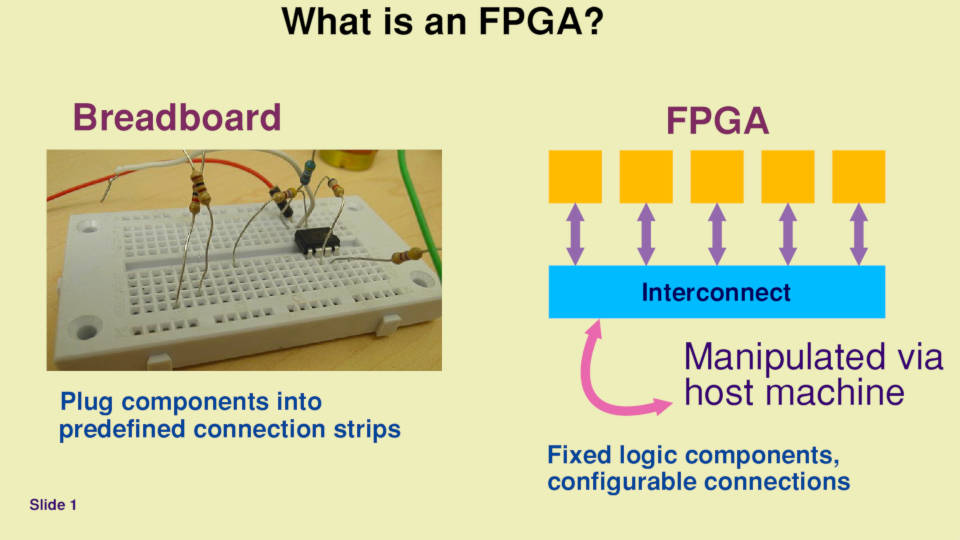 What is an FPGA?
Breadboard
Plug components into
predefined connection strips
FPGA
Interconnect
Manipulated via
host machine
Fixed logic components,
configurable connections
Slide 1